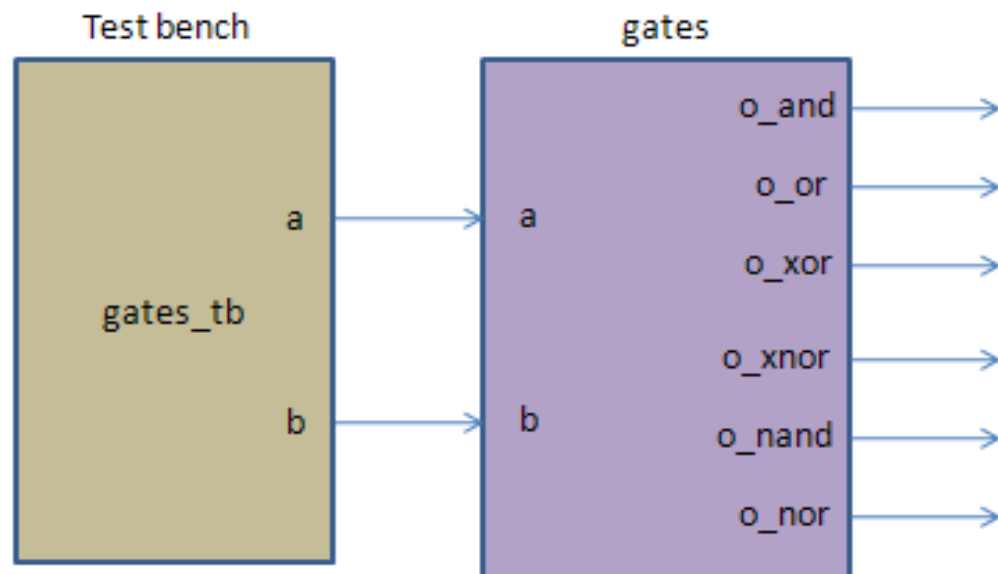 Test bench
gates
a
gates_tb
b
a
b
o_and
o_or
o_xor
o_xnor
o_nand
o_nor